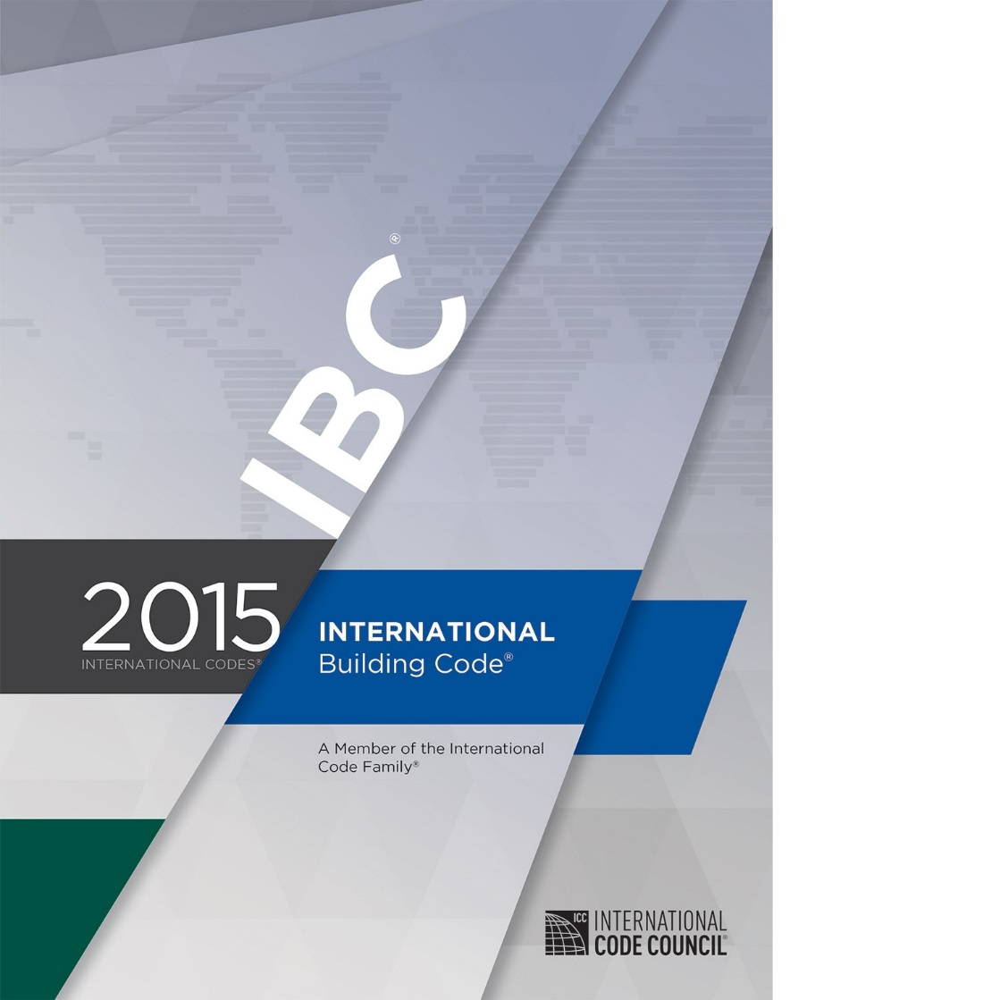 IBC®
2015
INTERNATIONAL CODES®
INTERNATIONAL
Building Code®
A Member of the International
Code Family®
ICC INTERNATIONAL
CODE COUNCIL®